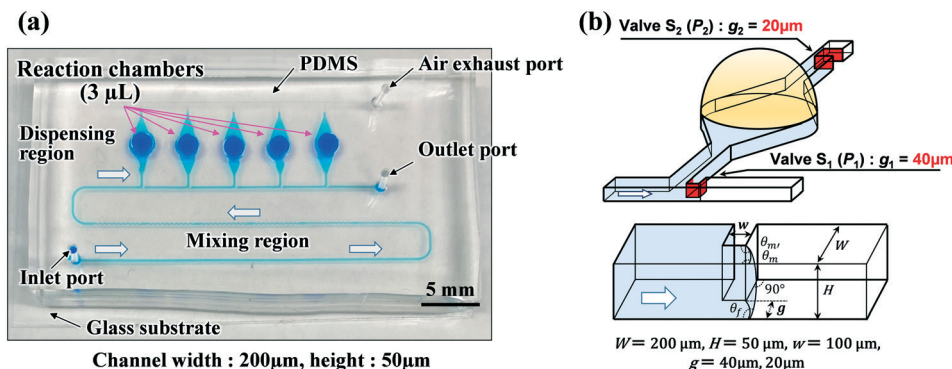 (a)
Reaction chambers
(3 μL)
PDMS
Air exhaust port
Dispensing
region
Outlet port
Mixing region
Inlet port
5 mm
Glass substrate
Channel width : 200μm, height : 50μm
(b)
Valve S₂ (P₂) : g₂ = 20μm
Valve S₁ (P₁) : g₁ = 40μm
w
W
θm'
θm
90°
H
θf
g
W = 200 μm, H = 50 μm, w = 100 μm,
g = 40μm, 20μm